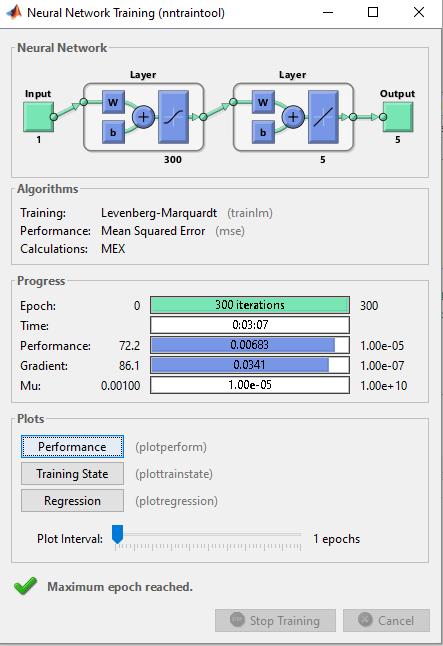 Neural Network Training (nntraintool)
Neural Network
Layer Layer
Input W b + W b + Output
1 300 5 5
Algorithms
Training: Levenberg-Marquardt (trainlm)
Performance: Mean Squared Error (mse)
Calculations: MEX
Progress
Epoch: 0 300 iterations 300
Time: 0:03:07
Performance: 72.2 0.00683 1.00e-05
Gradient: 86.1 0.0341 1.00e-07
Mu: 0.00100 1.00e-05 1.00e+10
Plots
Performance (plotperform)
Training State (plottrainstate)
Regression (plotregression)
Plot Interval: 1 epochs
Maximum epoch reached.
Stop Training Cancel